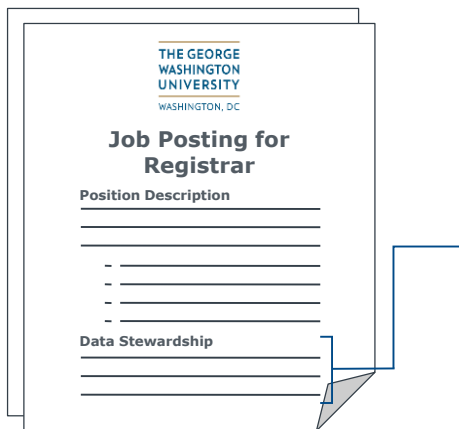 THE GEORGE
WASHINGTON
UNIVERSITY
WASHINGTON, DC
Job Posting for
Registrar
Position Description
Data Stewardship